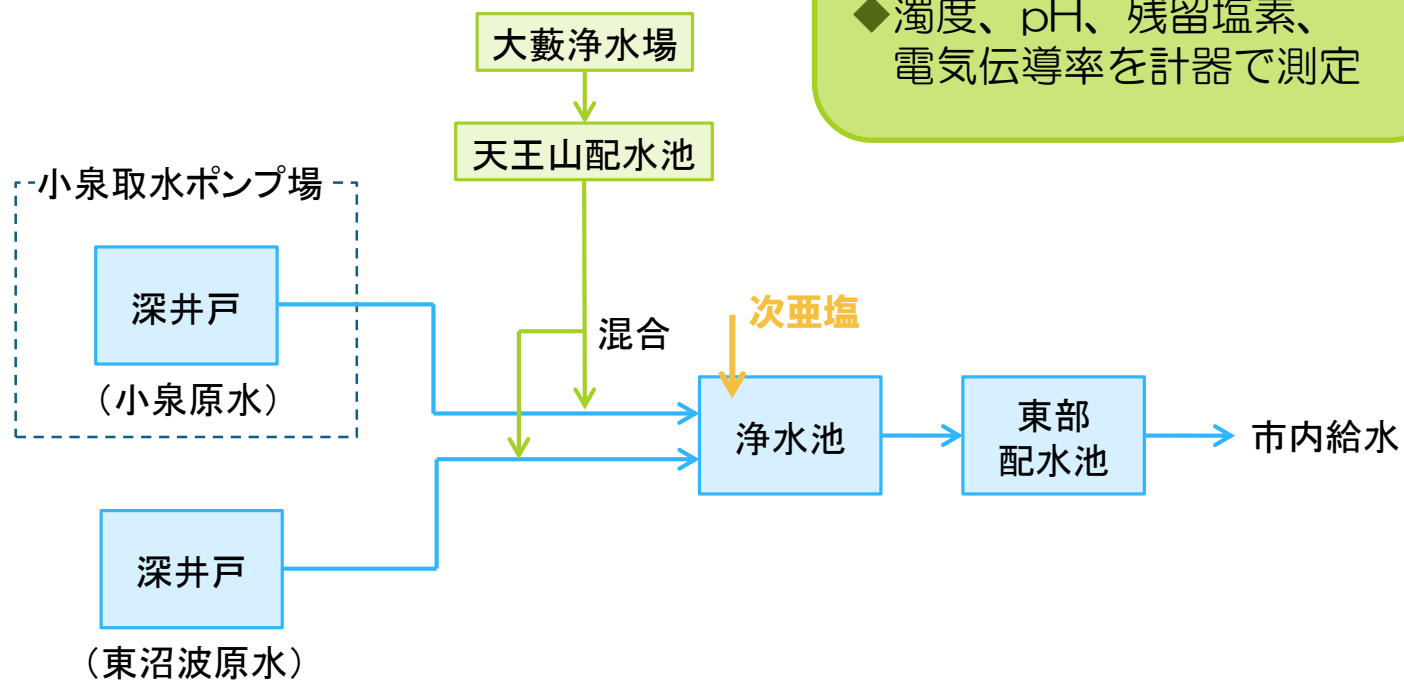 ◆濁度、pH、残留塩素、
電気伝導率を計器で測定
大藪浄水場
天王山配水池
小泉取水ポンプ場
深井戸
（小泉原水）
混合
次亜塩
浄水池
東部
配水池
市内給水
深井戸
（東沼波原水）